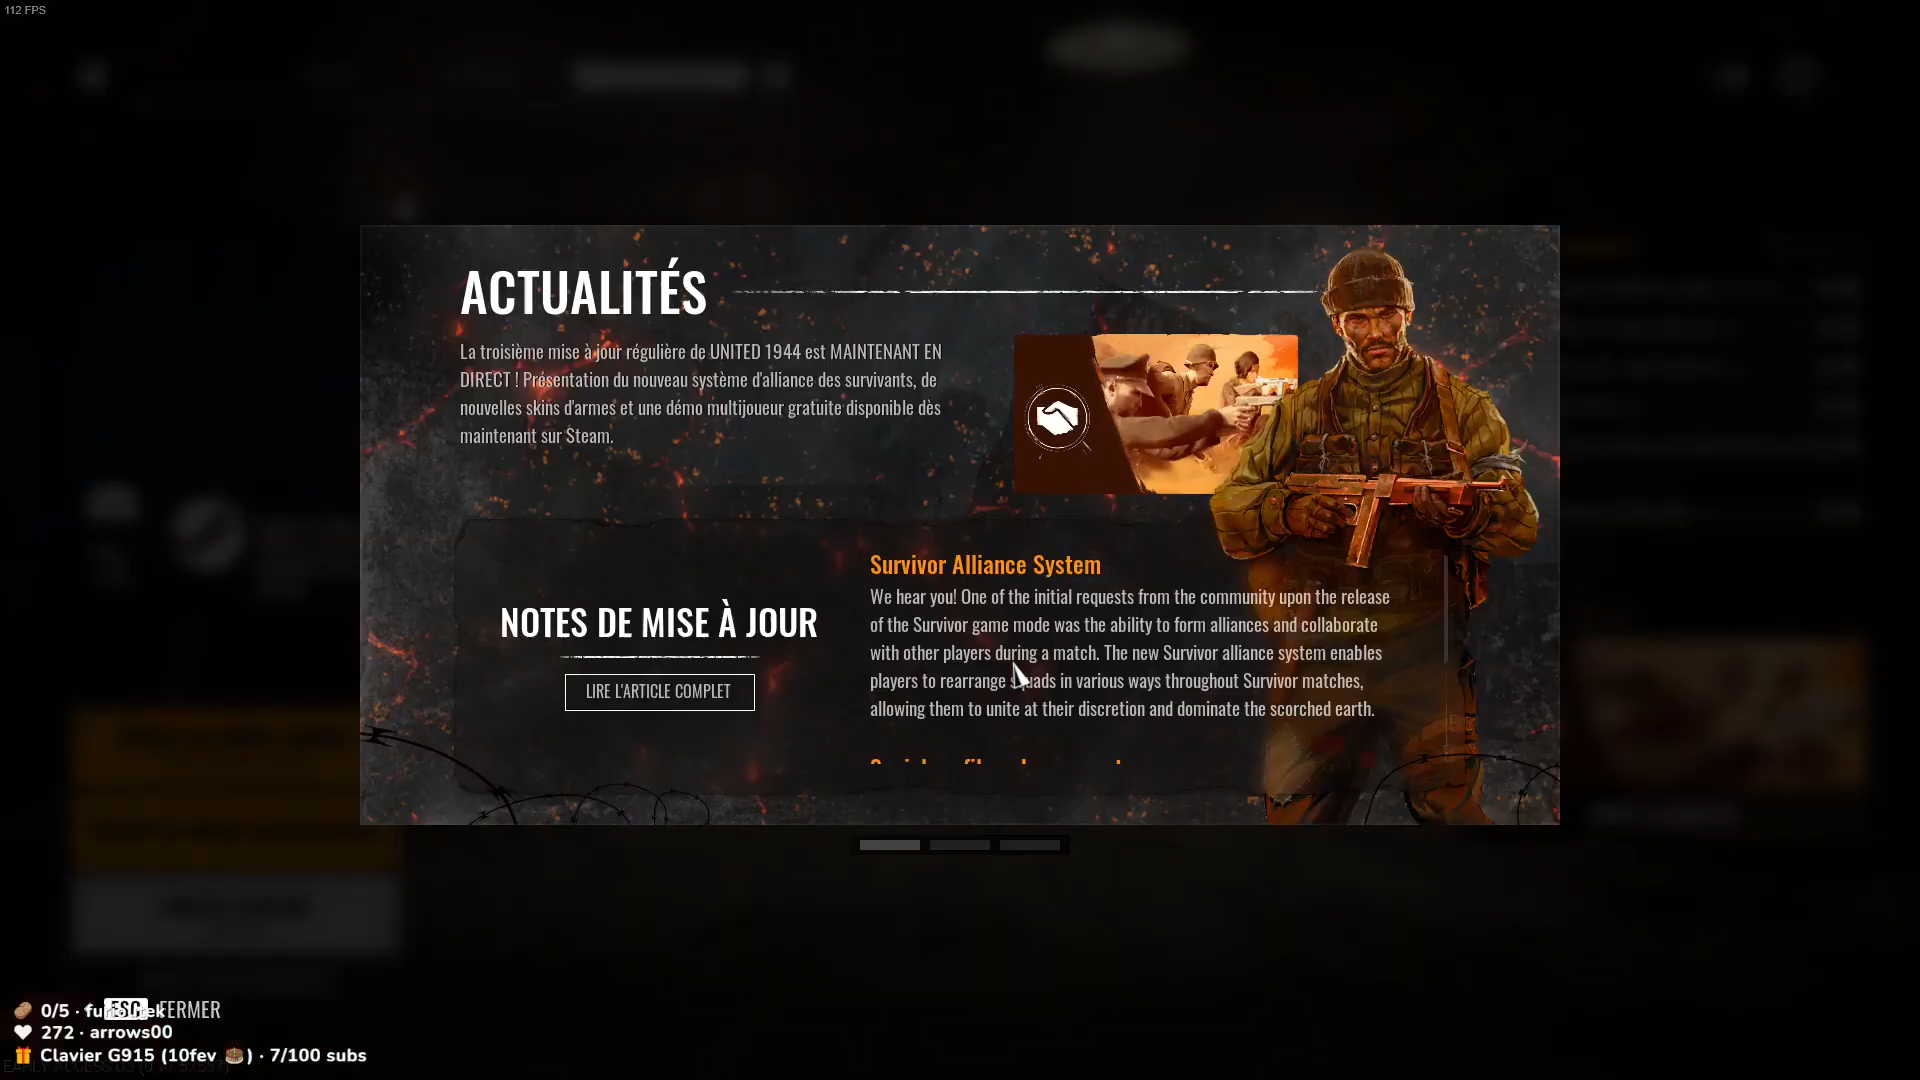 112 FPS
ACTUALITÉS
La troisième mise à jour régulière de UNITED 1944 est MAINTENANT EN
DIRECT ! Présentation du nouveau système d'alliance des survivants, de
nouvelles skins d'armes et une démo multijoueur gratuite disponible dès
maintenant sur Steam.
NOTES DE MISE À JOUR
LIRE L'ARTICLE COMPLET
Survivor Alliance System
We hear you! One of the initial requests from the community upon the release
of the Survivor game mode was the ability to form alliances and collaborate
with other players during a match. The new Survivor alliance system enables
players to rearrange squads in various ways throughout Survivor matches,
allowing them to unite at their discretion and dominate the scorched earth.
ESC FERMER
0/5 ·
272 · arrows00
Clavier G915 (10fev 🎂) · 7/100 subs
EARLY ACCESS